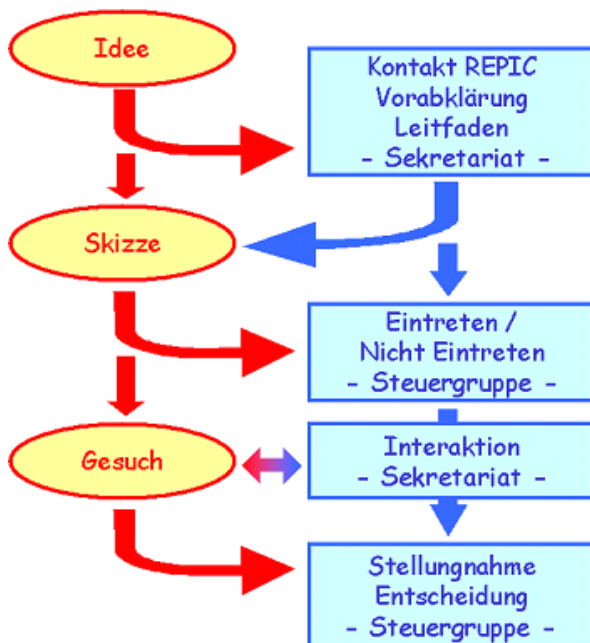 Idee
Kontakt REPIC
Vorabklärung
Leitfaden
- Sekretariat -
Skizze
Eintreten /
Nicht Eintreten
- Steuergruppe -
Gesuch
Interaktion
- Sekretariat -
Stellungnahme
Entscheidung
- Steuergruppe -